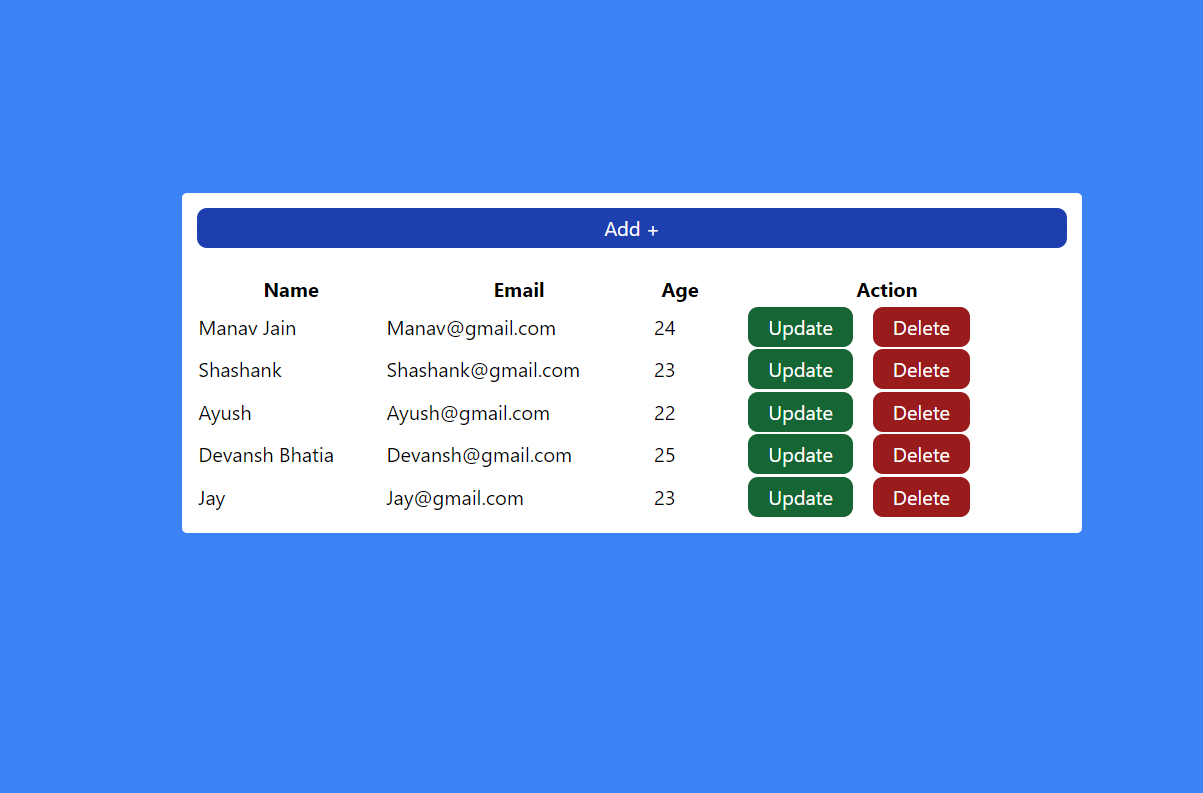 Add +
Name Email Age Action
Manav Jain Manav@gmail.com 24 Update Delete
Shashank Shashank@gmail.com 23 Update Delete
Ayush Ayush@gmail.com 22 Update Delete
Devansh Bhatia Devansh@gmail.com 25 Update Delete
Jay Jay@gmail.com 23 Update Delete